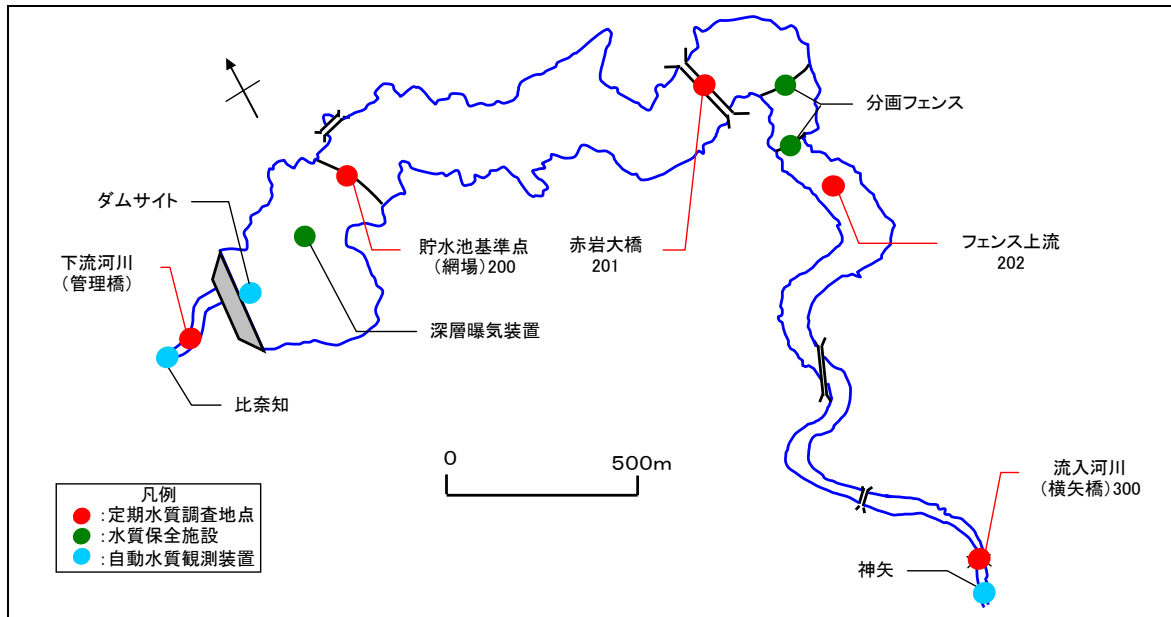 分画フェンス
ダムサイト
下流河川
（管理橋）
貯水池基準点
（網場）200
赤岩大橋
201
フェンス上流
202
深層曝気装置
比奈知
0
500m
流入河川
（横矢橋）300
神矢
凡例
：定期水質調査地点
：水質保全施設
：自動水質観測装置